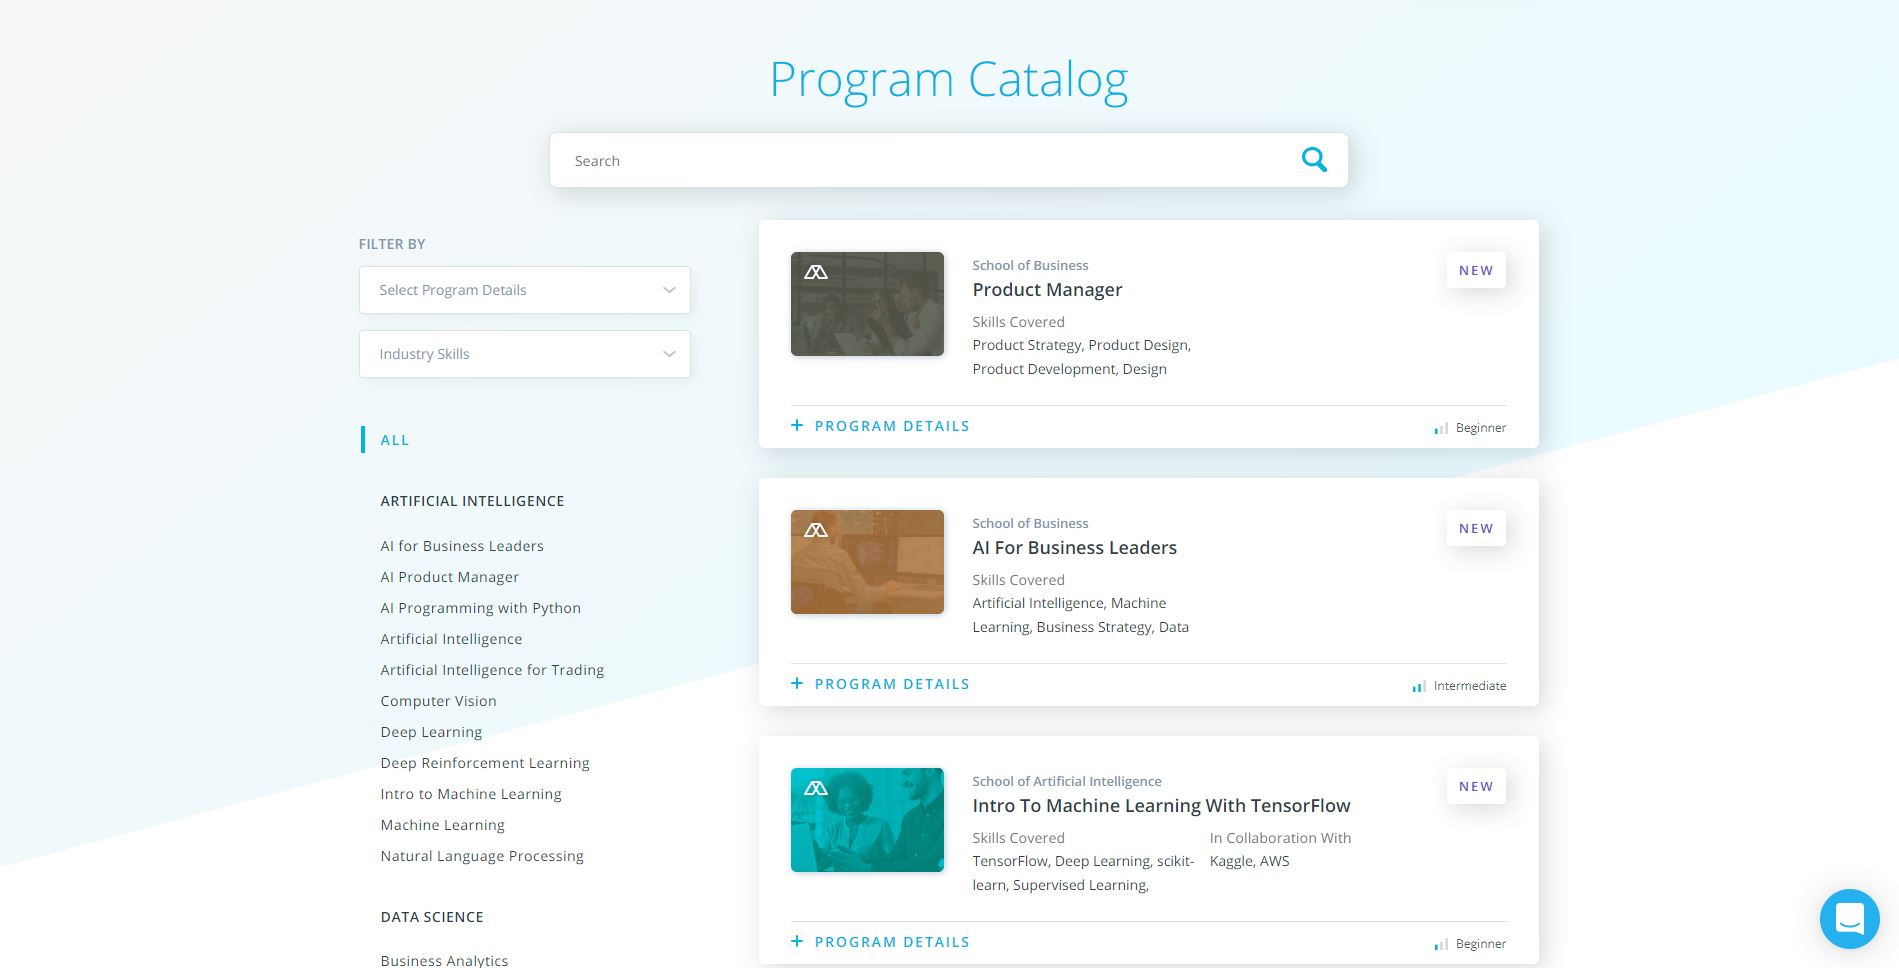 Program Catalog
Search
FILTER BY
Select Program Details
Industry Skills
ALL
ARTIFICIAL INTELLIGENCE
AI for Business Leaders
AI Product Manager
AI Programming with Python
Artificial Intelligence
Artificial Intelligence for Trading
Computer Vision
Deep Learning
Deep Reinforcement Learning
Intro to Machine Learning
Machine Learning
Natural Language Processing
DATA SCIENCE
Business Analytics
School of Business
NEW
Product Manager
Skills Covered
Product Strategy, Product Design,
Product Development, Design
+ PROGRAM DETAILS
Beginner
School of Business
NEW
AI For Business Leaders
Skills Covered
Artificial Intelligence, Machine
Learning, Business Strategy, Data
+ PROGRAM DETAILS
Intermediate
School of Artificial Intelligence
NEW
Intro To Machine Learning With TensorFlow
Skills Covered
TensorFlow, Deep Learning, scikit-
learn, Supervised Learning,
In Collaboration With
Kaggle, AWS
+ PROGRAM DETAILS
Beginner